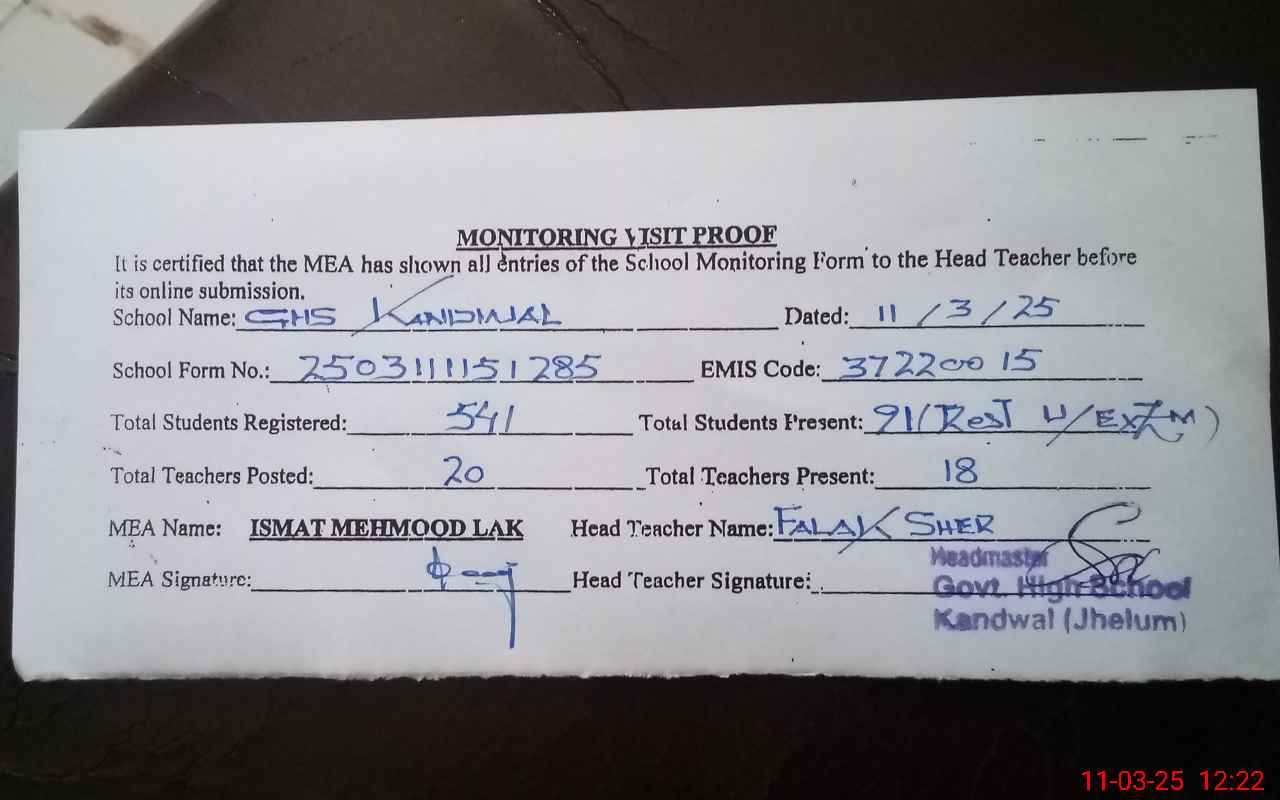 MONITORING VISIT PROOF
It is certified that the MEA has shown all entries of the School Monitoring Form to the Head Teacher before
its online submission.
School Name: GHS KANDWAL Dated: 11/3/25
School Form No.: 2503111151285 EMIS Code: 37220015
Total Students Registered: 541 Total Students Present: 91(Rest U/EXAM)
Total Teachers Posted: 20 Total Teachers Present: 18
MEA Name: ISMAT MEHMOOD LAK Head Teacher Name: FALAK SHER
MEA Signature: Head Teacher Signature:
Headmaster
Govt. High School
Kandwal (Jhelum)
11-03-25 12:22